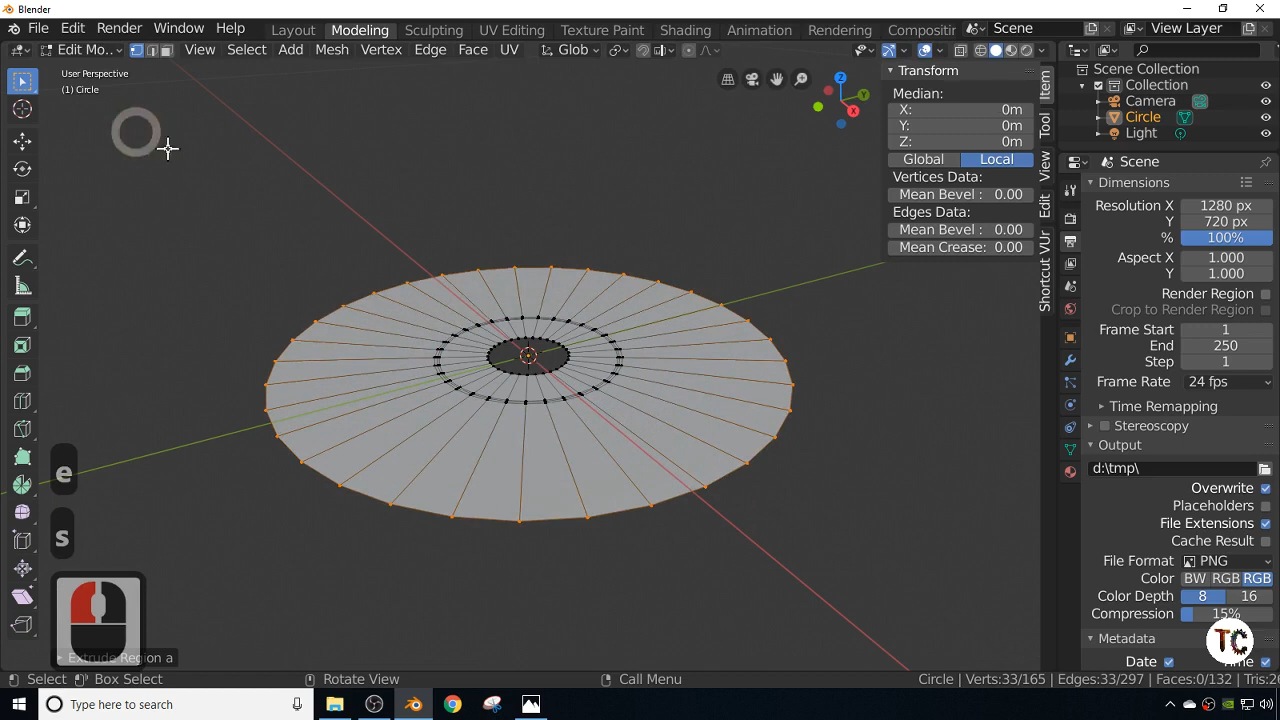 Blender
File Edit Render Window Help Layout Modeling Sculpting UV Editing Texture Paint Shading Animation Rendering Compositir Scene View Layer
Edit Mo... View Select Add Mesh Vertex Edge Face UV Glob
User Perspective
(1) Circle
Transform
Median:
X: 0m
Y: 0m
Z: 0m
Global Local
Vertices Data:
Mean Bevel : 0.00
Edges Data:
Mean Bevel : 0.00
Mean Crease: 0.00
Item
Tool
View
Edit
Shortcut VUr
Z
Y
X
Scene Collection
Collection
Camera
Circle
Light
Scene
Dimensions
Resolution X 1280 px
Y 720 px
% 100%
Aspect X 1.000
Y 1.000
Render Region
Crop to Render Region
Frame Start 1
End 250
Step 1
Frame Rate 24 fps
Time Remapping
Stereoscopy
Output
d:\tmp\
Overwrite
Placeholders
File Extensions
Cache Result
File Format PNG
Color BW RGB RGB
Color Depth 8 16
Compression 15%
Metadata
Date Time
TC
e
s
Extrude Region a
Select Box Select Rotate View Call Menu Circle | Verts:33/165 | Edges:33/297 | Faces:0/132 | Tris:26
Type here to search